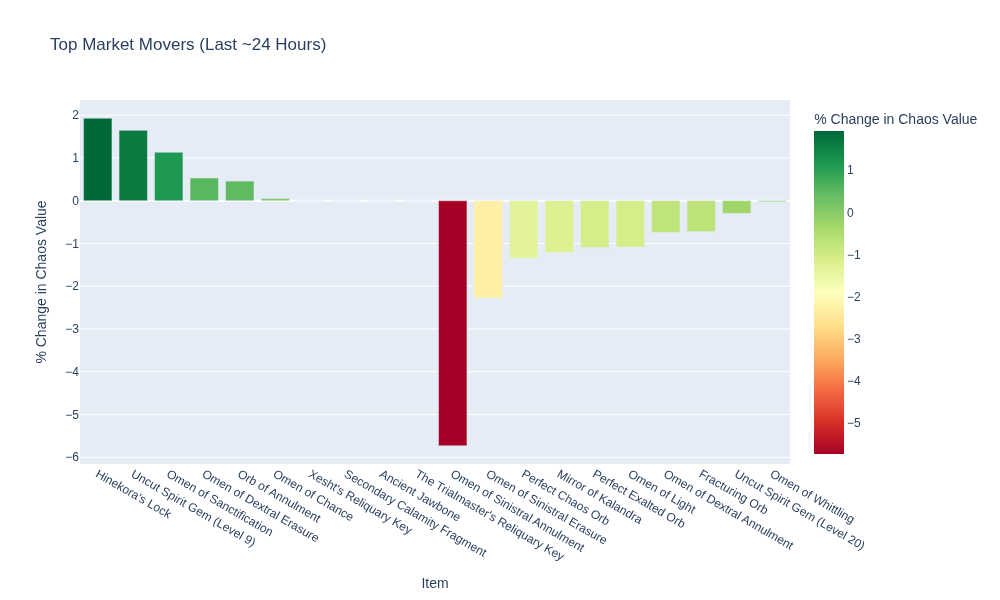 Top Market Movers (Last ~24 Hours)
% Change in Chaos Value
2
1
0
−1
−2
−3
−4
−5
−6
% Change in Chaos Value
1
0
−1
−2
−3
−4
−5
Hinekora's Lock
Uncut Spirit Gem (Level 9)
Omen of Sanctification
Omen of Dextral Erasure
Orb of Annulment
Omen of Chance
Xesht's Reliquary Key
Secondary Calamity Fragment
Ancient Jawbone
The Trialmaster's Reliquary Key
Omen of Sinistral Annulment
Omen of Sinistral Erasure
Perfect Chaos Orb
Mirror of Kalandra
Perfect Exalted Orb
Omen of Light
Omen of Dextral Annulment
Fracturing Orb
Uncut Spirit Gem (Level 20)
Omen of Whittling
Item